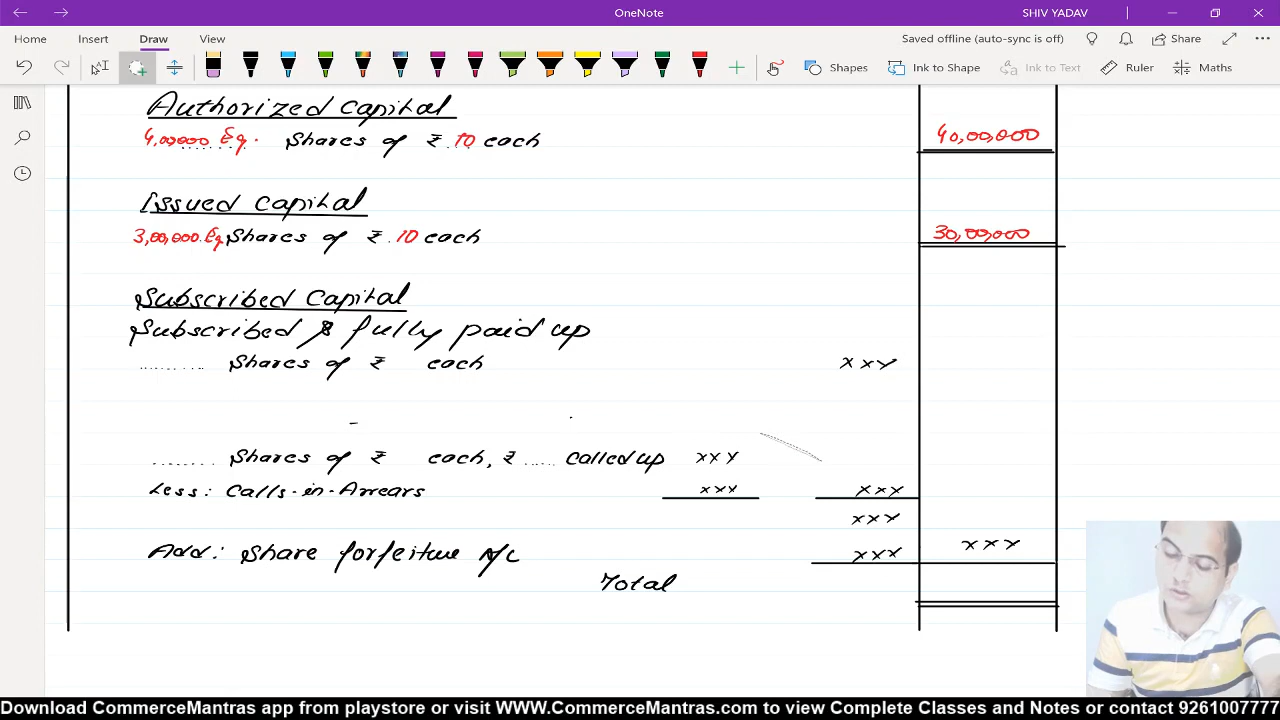 OneNote
SHIV YADAV
Home Insert Draw View
Saved offline (auto-sync is off)
Share
Shapes Ink to Shape Ink to Text Ruler Maths
Authorized Capital
4,00,000 Eq. Shares of ₹ 10 each 40,00,000
Issued Capital
3,00,000 Eq Shares of ₹ 10 each 30,00,000
Subscribed Capital
Subscribed & fully paid up
......... Shares of ₹ each xxx
......... Shares of ₹ each, ₹ ...... called up xxx
Less: Calls-in-Arrears xxx xxx
xxx
Add: Share forfeiture A/c xxx xxx
Total
Download CommerceMantras app from playstore or visit WWW.CommerceMantras.com to view Complete Classes and Notes or contact 9261007777